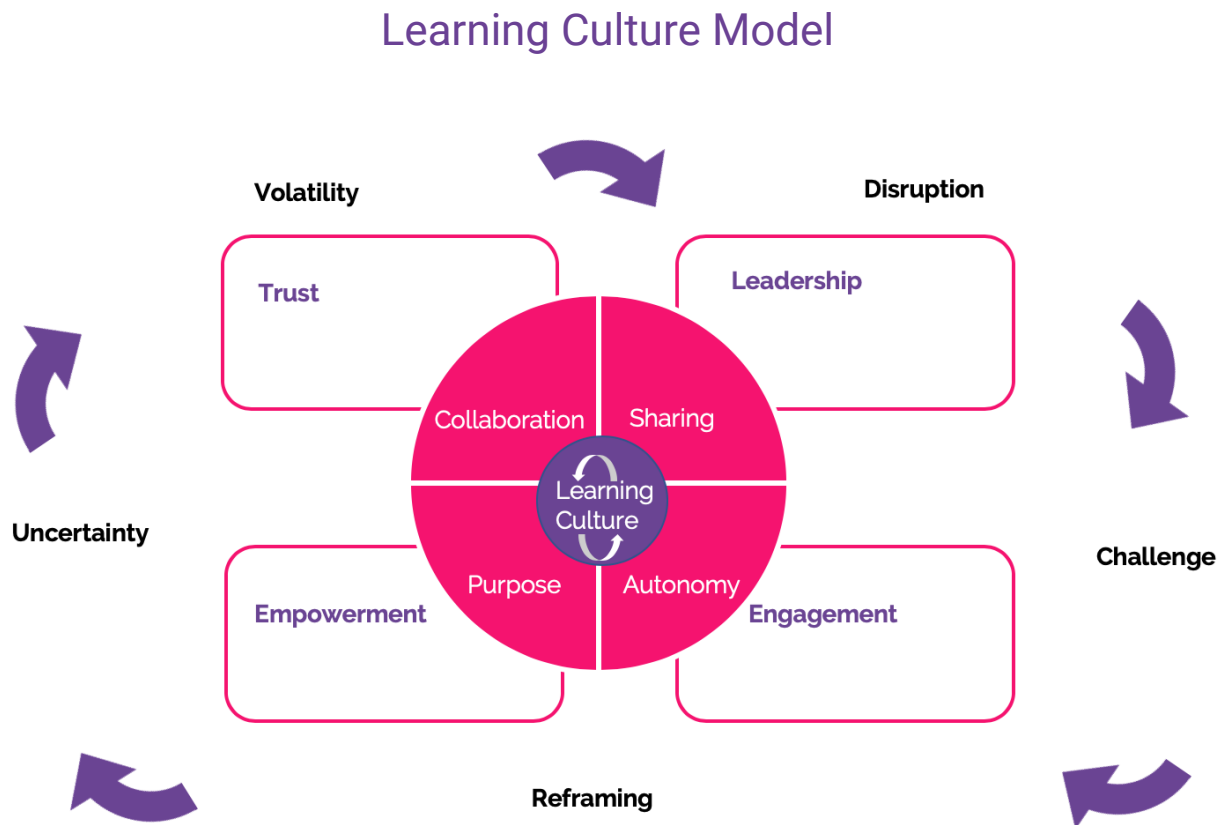 Learning Culture Model
Volatility
Disruption
Trust
Leadership
Collaboration
Sharing
Learning
Culture
Uncertainty
Challenge
Purpose
Autonomy
Empowerment
Engagement
Reframing